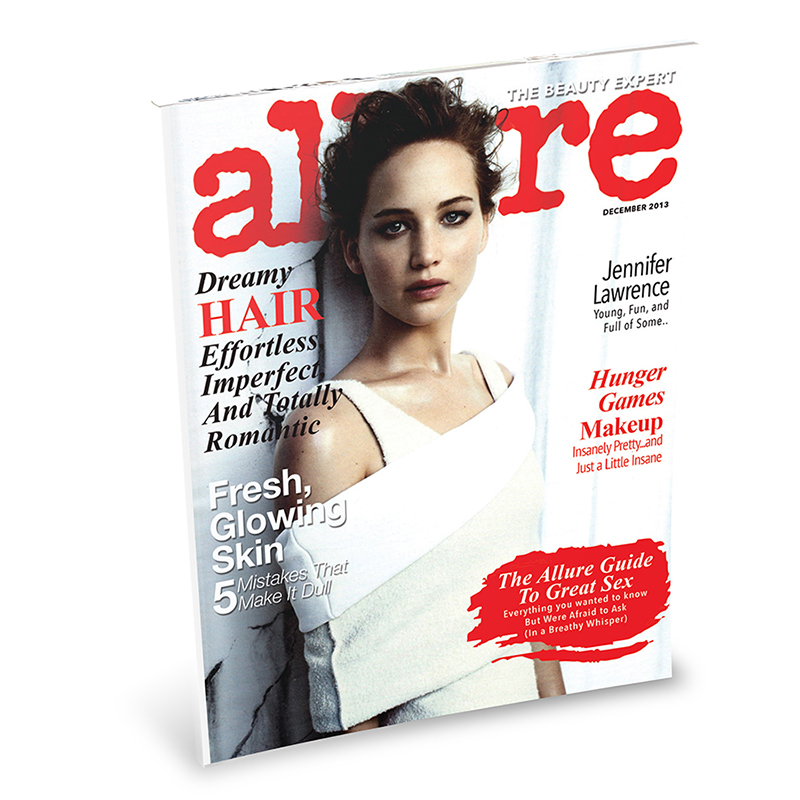 THE BEAUTY EXPERT
allure
DECEMBER 2013
Dreamy
HAIR
Effortless
Imperfect,
And Totally
Romantic
Jennifer
Lawrence
Young, Fun, and
Full of Some..
Hunger
Games
Makeup
Insanely Pretty...and
Just a Little Insane
Fresh,
Glowing
Skin
5 Mistakes That
Make It Dull
The Allure Guide
To Great Sex
Everything you wanted to know
But Were Afraid to Ask
(In a Breathy Whisper)